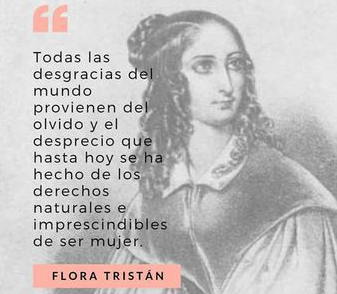 Todas las
desgracias del
mundo
provienen del
olvido y el
desprecio que
hasta hoy se ha
hecho de los
derechos
naturales e
imprescindibles
de ser mujer.
FLORA TRISTÁN